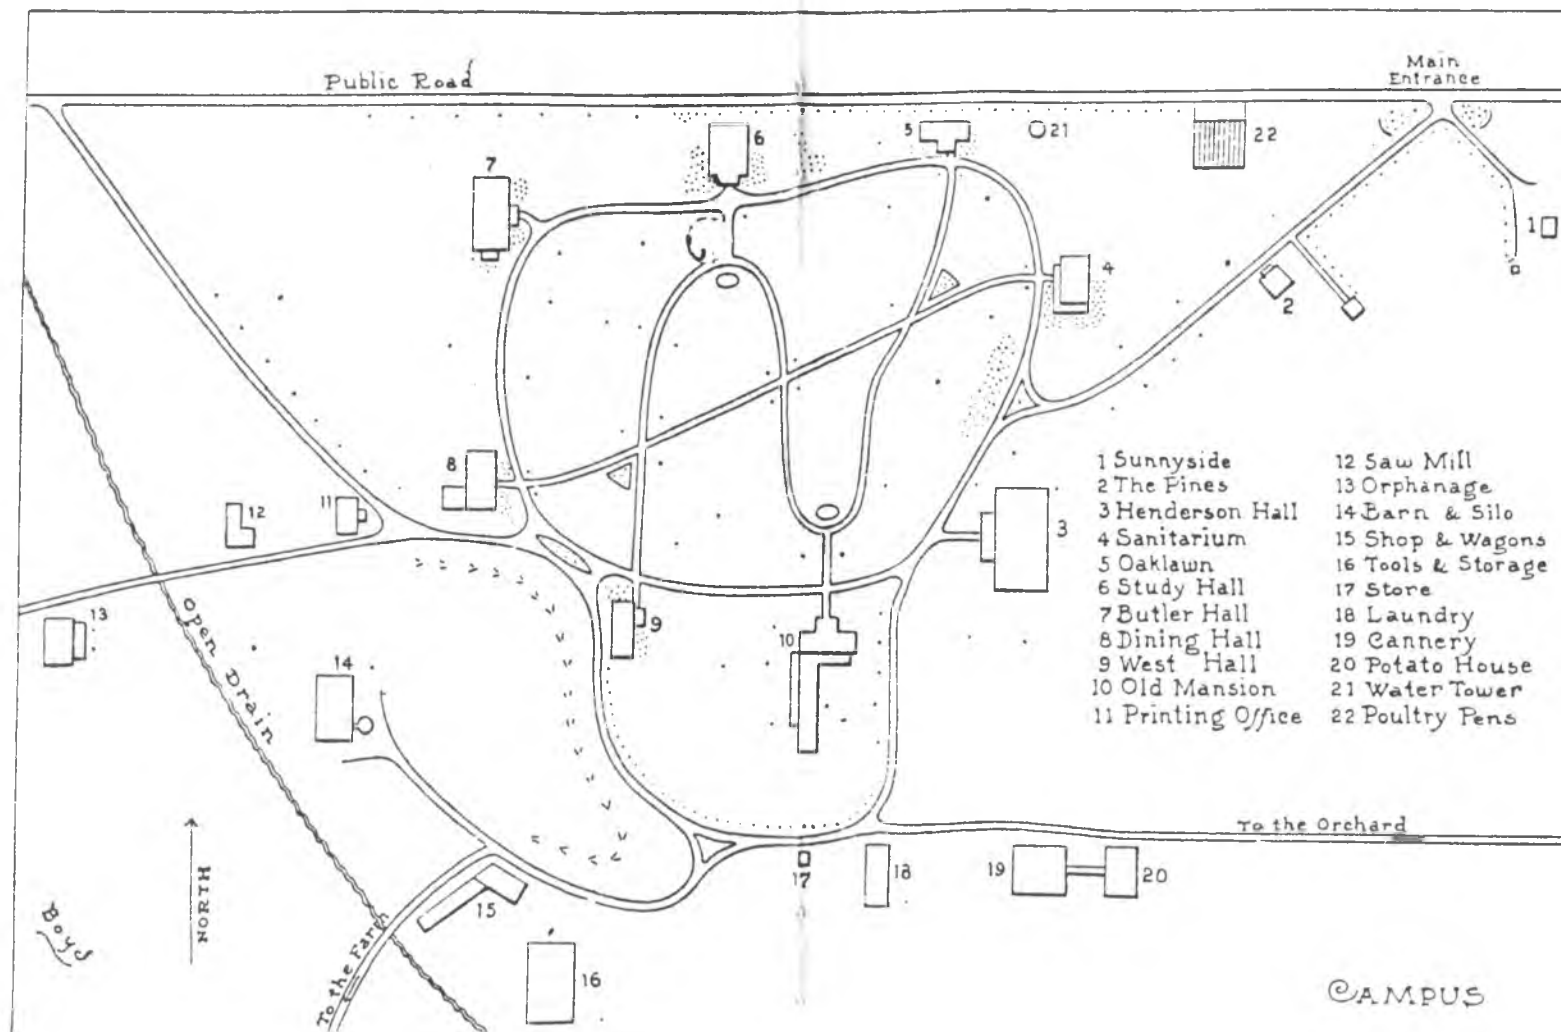 Public Road
Main
Entrance
6
5
21
22
7
1
4
2
8
11
12
3
13
9
10
14
Open Drain
1 Sunnyside
2 The Pines
3 Henderson Hall
4 Sanitarium
5 Oaklawn
6 Study Hall
7 Butler Hall
8 Dining Hall
9 West Hall
10 Old Mansion
11 Printing Office
12 Saw Mill
13 Orphanage
14 Barn & Silo
15 Shop & Wagons
16 Tools & Storage
17 Store
18 Laundry
19 Cannery
20 Potato House
21 Water Tower
22 Poultry Pens
To the Orchard
17
18
19
20
15
16
NORTH
Boys
To the Farm
CAMPUS